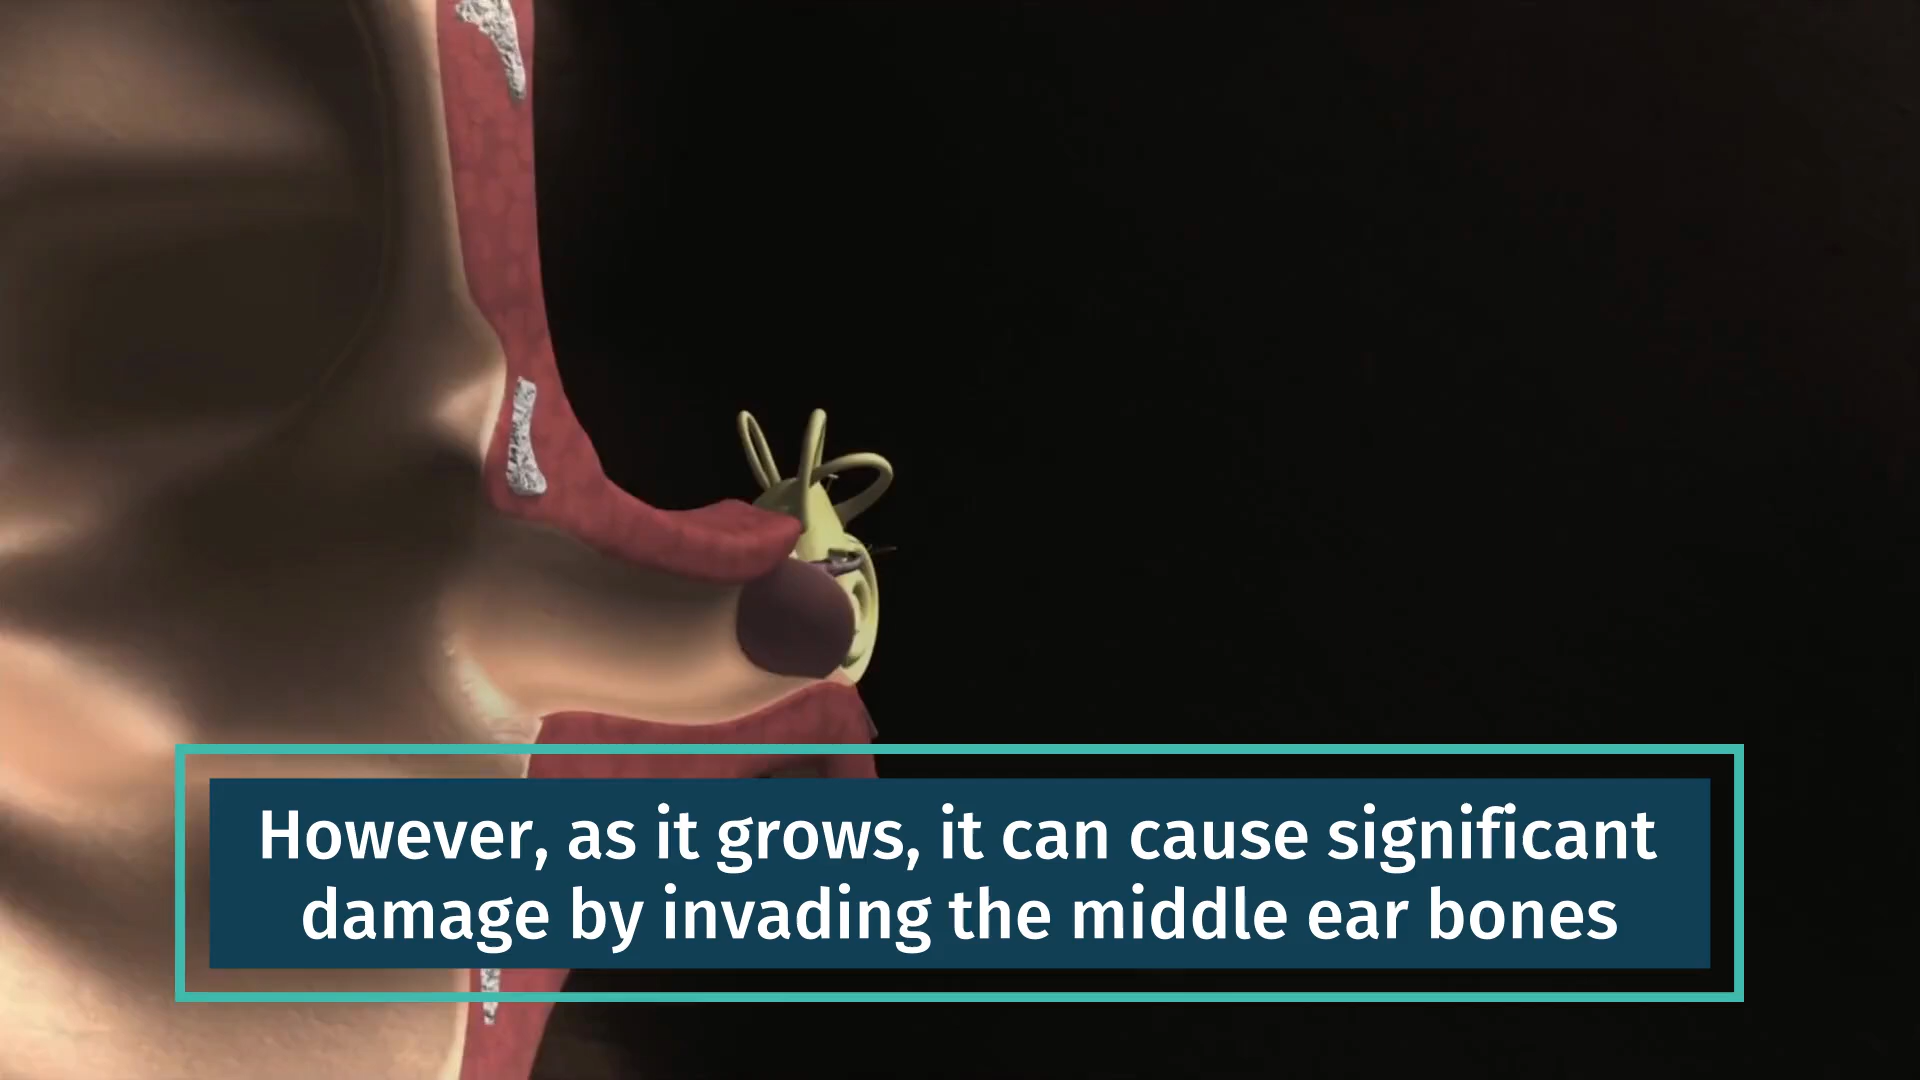 However, as it grows, it can cause significant
damage by invading the middle ear bones